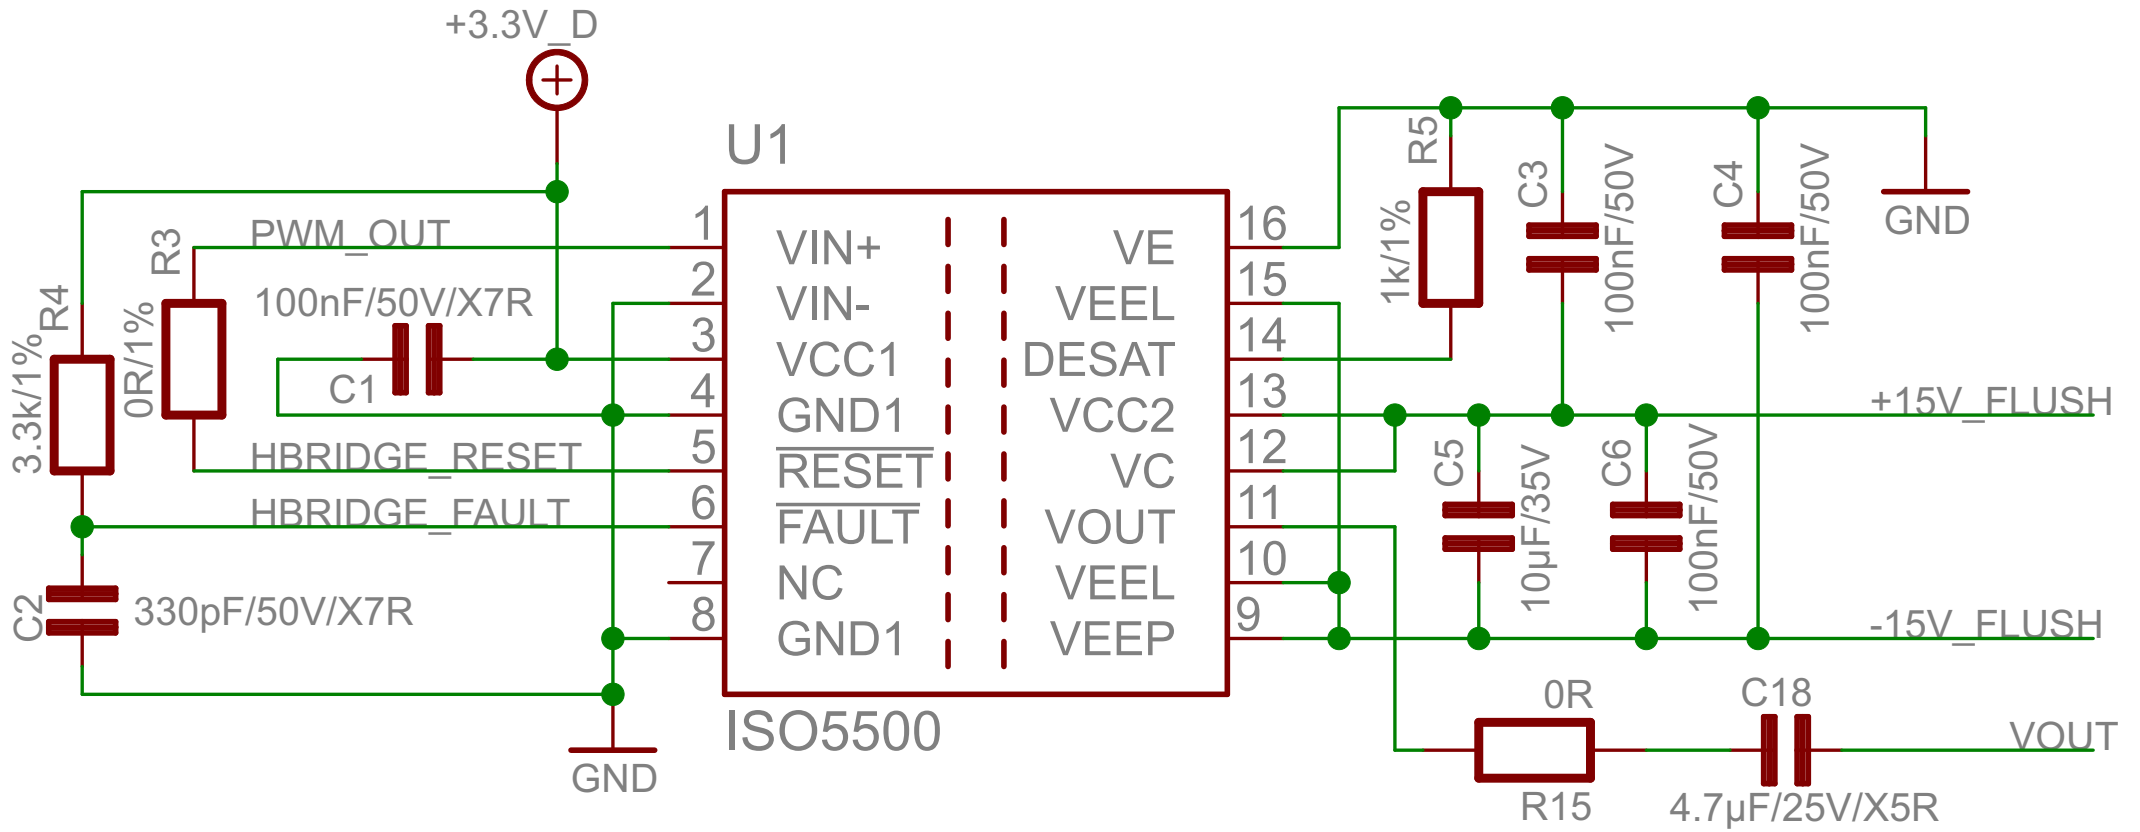 +3.3V_D
U1
R4
3.3k/1%
R3
0R/1%
PWM_OUT
100nF/50V/X7R
C1
HBRIDGE_RESET
HBRIDGE_FAULT
C2
330pF/50V/X7R
GND
1
2
3
4
5
6
7
8
VIN+
VIN-
VCC1
GND1
RESET
FAULT
NC
GND1
VE
VEEL
DESAT
VCC2
VC
VOUT
VEEL
VEEP
16
15
14
13
12
11
10
9
ISO5500
R5
1k/1%
C3
100nF/50V
C4
100nF/50V
GND
+15V_FLUSH
C5
10µF/35V
C6
100nF/50V
-15V_FLUSH
0R
R15
C18
4.7µF/25V/X5R
VOUT